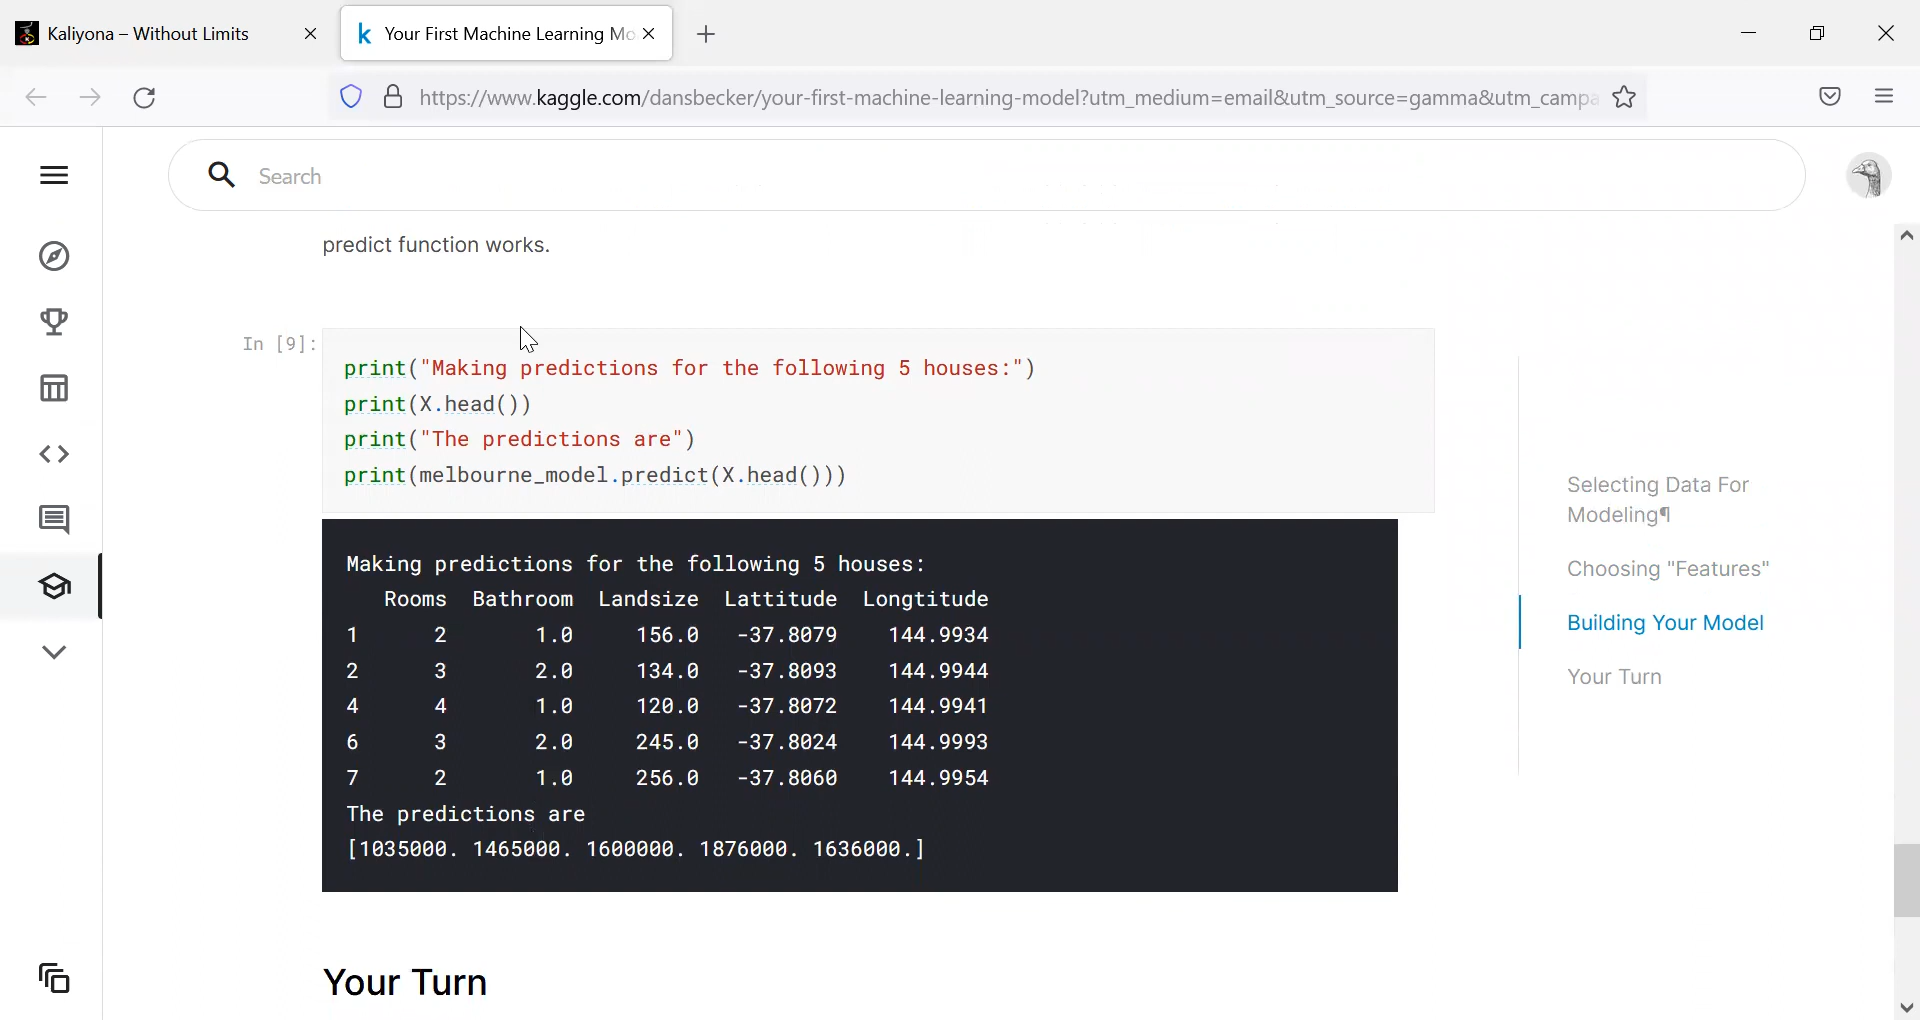 Kaliyona – Without Limits
Your First Machine Learning Mo
https://www.kaggle.com/dansbecker/your-first-machine-learning-model?utm_medium=email&utm_source=gamma&utm_campa
Search
predict function works.
In [9]:
print("Making predictions for the following 5 houses:")
print(X.head())
print("The predictions are")
print(melbourne_model.predict(X.head()))
Making predictions for the following 5 houses:
Rooms Bathroom Landsize Lattitude Longtitude
1 2 1.0 156.0 -37.8079 144.9934
2 3 2.0 134.0 -37.8093 144.9944
4 4 1.0 120.0 -37.8072 144.9941
6 3 2.0 245.0 -37.8024 144.9993
7 2 1.0 256.0 -37.8060 144.9954
The predictions are
[1035000. 1465000. 1600000. 1876000. 1636000.]
Your Turn
Selecting Data For
Modeling¶
Choosing "Features"
Building Your Model
Your Turn